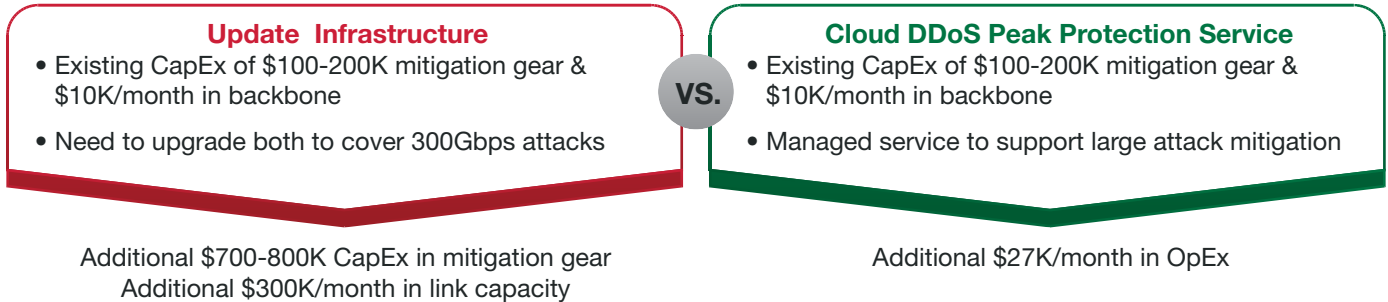 Update Infrastructure
• Existing CapEx of $100-200K mitigation gear &
$10K/month in backbone
• Need to upgrade both to cover 300Gbps attacks
Additional $700-800K CapEx in mitigation gear
Additional $300K/month in link capacity
VS.
Cloud DDoS Peak Protection Service
• Existing CapEx of $100-200K mitigation gear &
$10K/month in backbone
• Managed service to support large attack mitigation
Additional $27K/month in OpEx